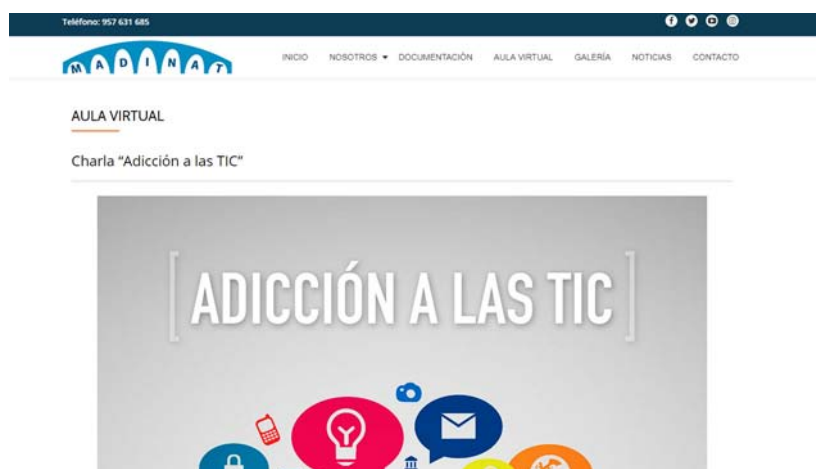 Teléfono: 957 631 685
MADINAT
INICIO NOSOTROS DOCUMENTACIÓN AULA VIRTUAL GALERÍA NOTICIAS CONTACTO
AULA VIRTUAL
Charla “Adicción a las TIC”
[ADICCIÓN A LAS TIC]